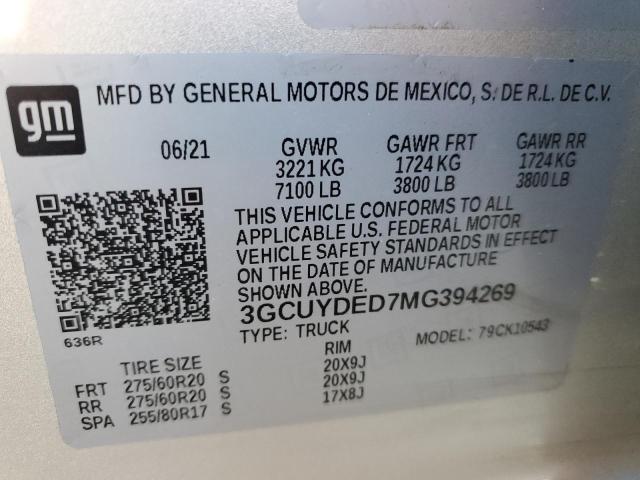 gm
MFD BY GENERAL MOTORS DE MEXICO, S. DE R.L. DE C.V.
06/21 GVWR GAWR FRT GAWR RR
3221 KG 1724 KG 1724 KG
7100 LB 3800 LB 3800 LB
THIS VEHICLE CONFORMS TO ALL
APPLICABLE U.S. FEDERAL MOTOR
VEHICLE SAFETY STANDARDS IN EFFECT
ON THE DATE OF MANUFACTURE
SHOWN ABOVE.
3GCUYDED7MG394269
636R
TYPE: TRUCK MODEL: 79CK10543
TIRE SIZE RIM
FRT 275/60R20 S 20X9J
RR 275/60R20 S 20X9J
SPA 255/80R17 S 17X8J